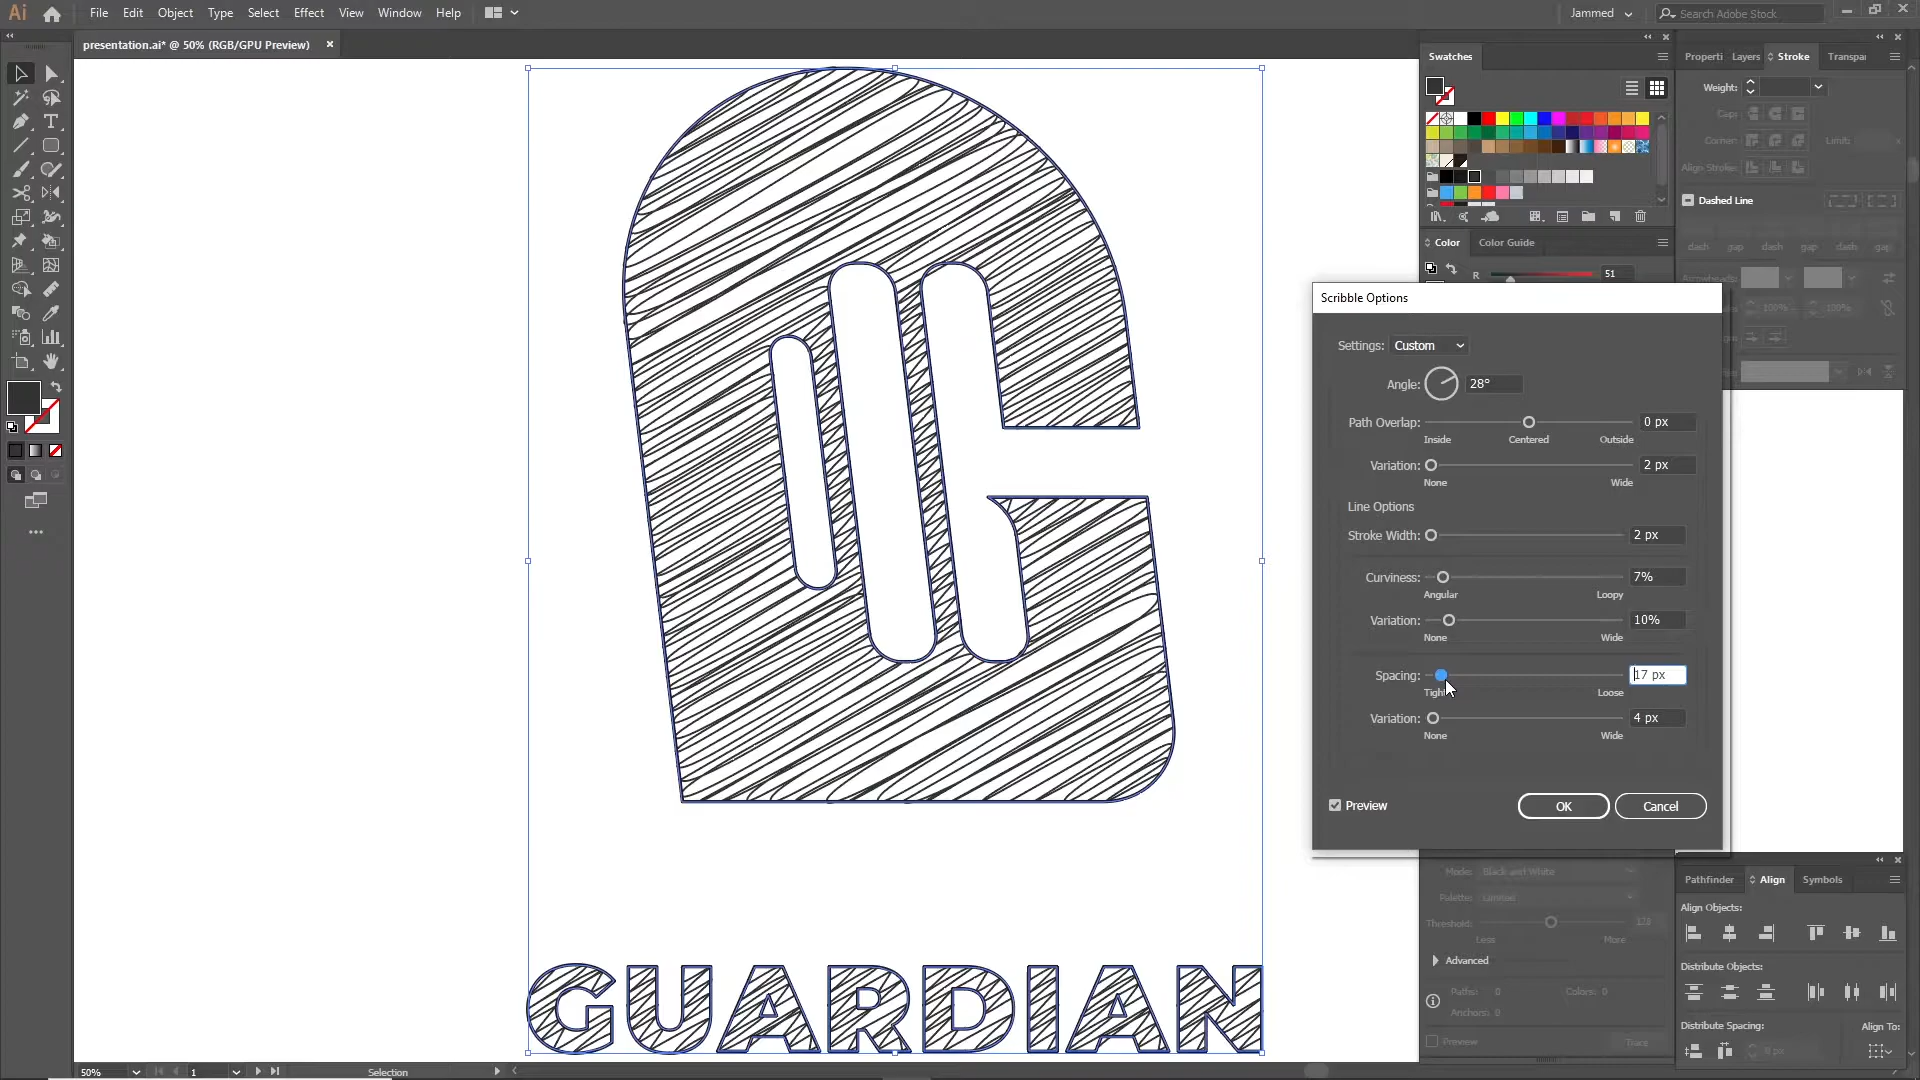 Ai File Edit Object Type Select Effect View Window Help Jammed Search Adobe Stock
presentation.ai* @ 50% (RGB/GPU Preview) ×
Swatches
Properti Layers Stroke Transpar
Weight:
Cap:
Corner: Limit:
Align Stroke:
Dashed Line
dash gap dash gap dash gap
Color Color Guide
R 51
Arrowheads:
100% 100%
Scribble Options
Settings: Custom
Angle: 28°
Path Overlap: 0 px
Inside Centered Outside
Variation: 2 px
None Wide
Line Options
Stroke Width: 2 px
Curviness: 7%
Angular Loopy
Variation: 10%
None Wide
Spacing: 17 px
Tight Loose
Variation: 4 px
None Wide
Preview OK Cancel
Mode: Black and White
Palette: Limited
Threshold:
Less More
Advanced
Paths: 0 Colors: 0
Anchors: 0
Preview Trace
Pathfinder Align Symbols
Align Objects:
Distribute Objects:
Distribute Spacing: Align To:
0 px
GUARDIAN
50% 1 Selection